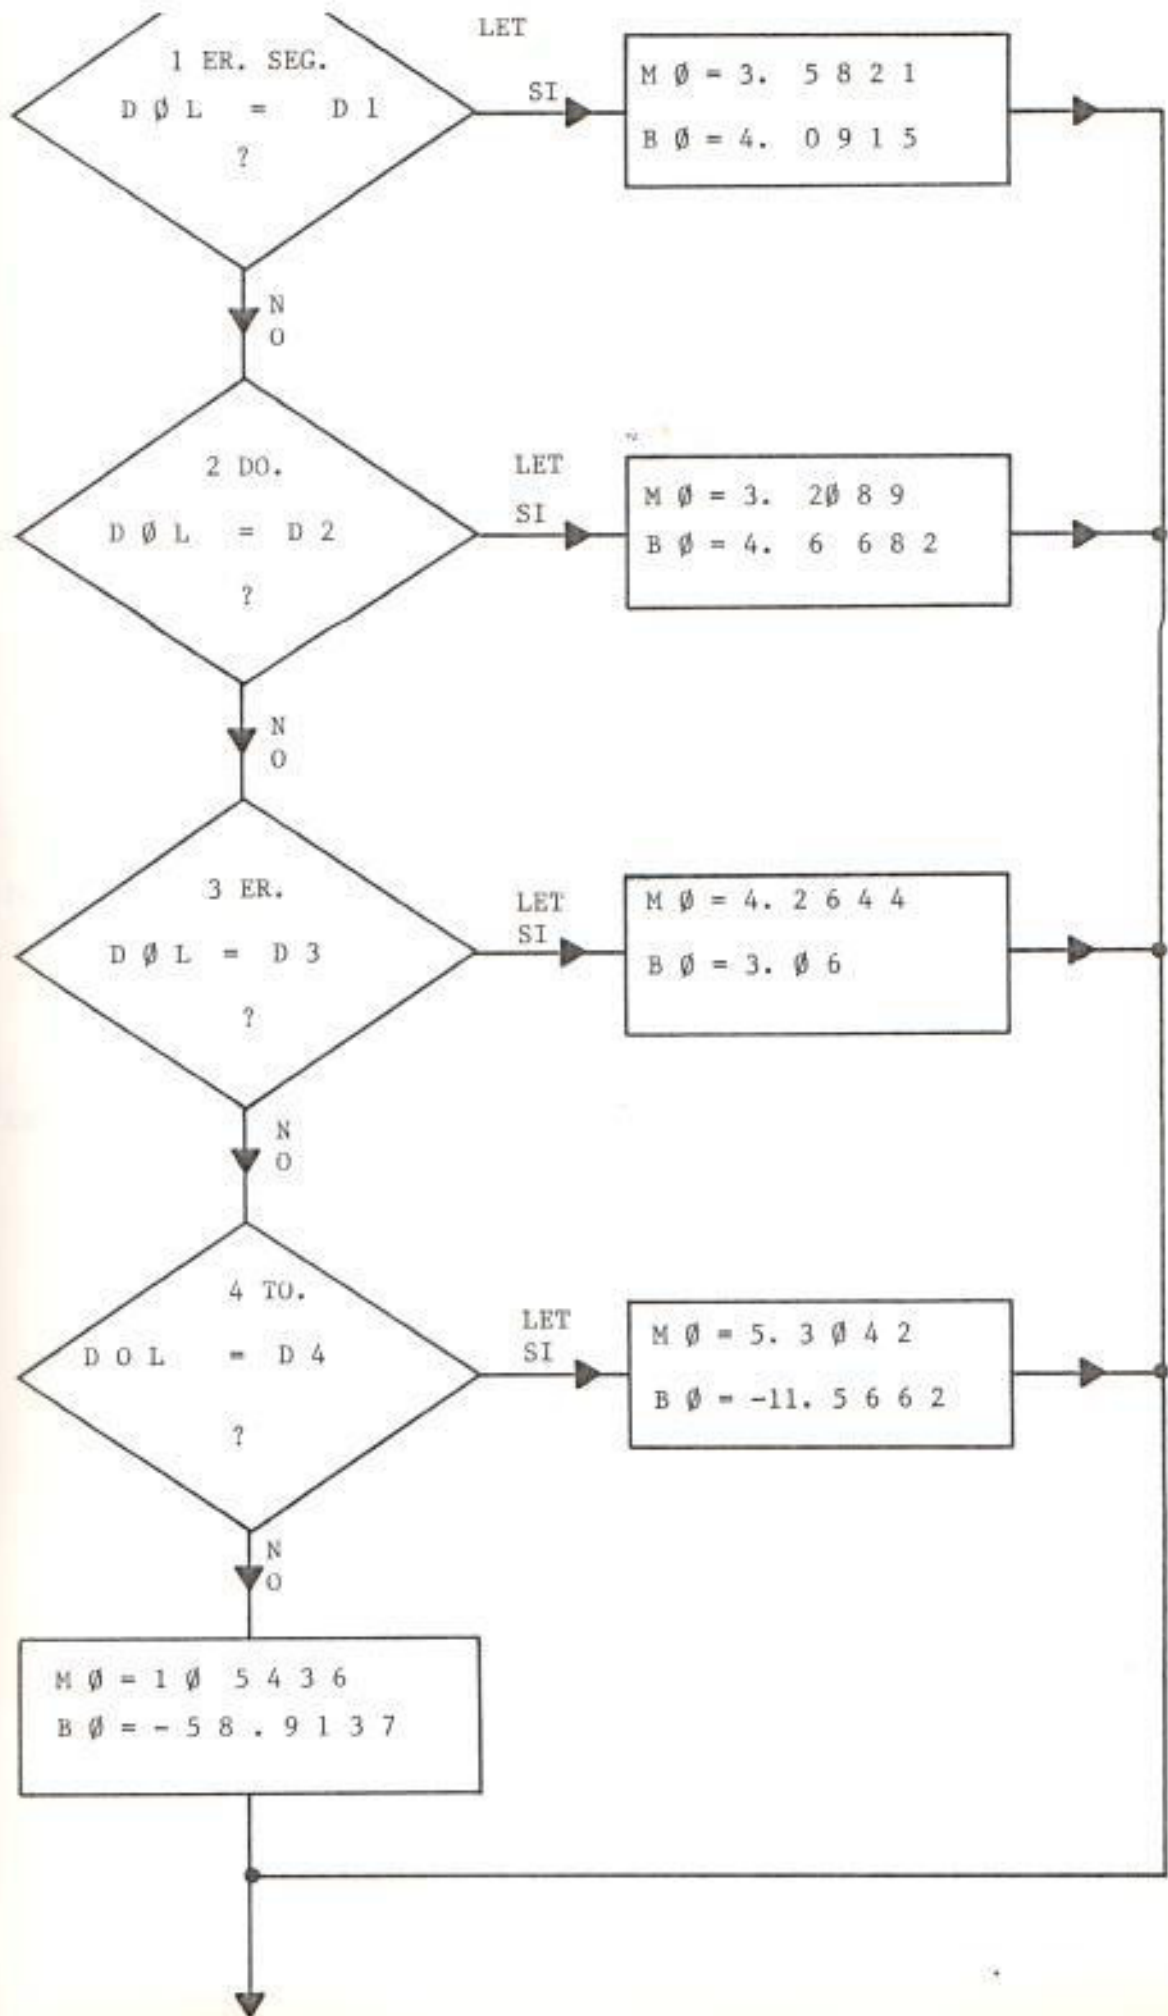 LET
1 ER. SEG.
D Ø L = D 1
?
SI
M Ø = 3. 5 8 2 1
B Ø = 4. 0 9 1 5
N
O
2 DO.
D Ø L = D 2
?
LET
SI
M Ø = 3. 2Ø 8 9
B Ø = 4. 6 6 8 2
N
O
3 ER.
D Ø L = D 3
?
LET
SI
M Ø = 4. 2 6 4 4
B Ø = 3. Ø 6
N
O
4 TO.
D O L = D 4
?
LET
SI
M Ø = 5. 3 Ø 4 2
B Ø = -11. 5 6 6 2
N
O
M Ø = 1 Ø 5 4 3 6
B Ø = - 5 8 . 9 1 3 7